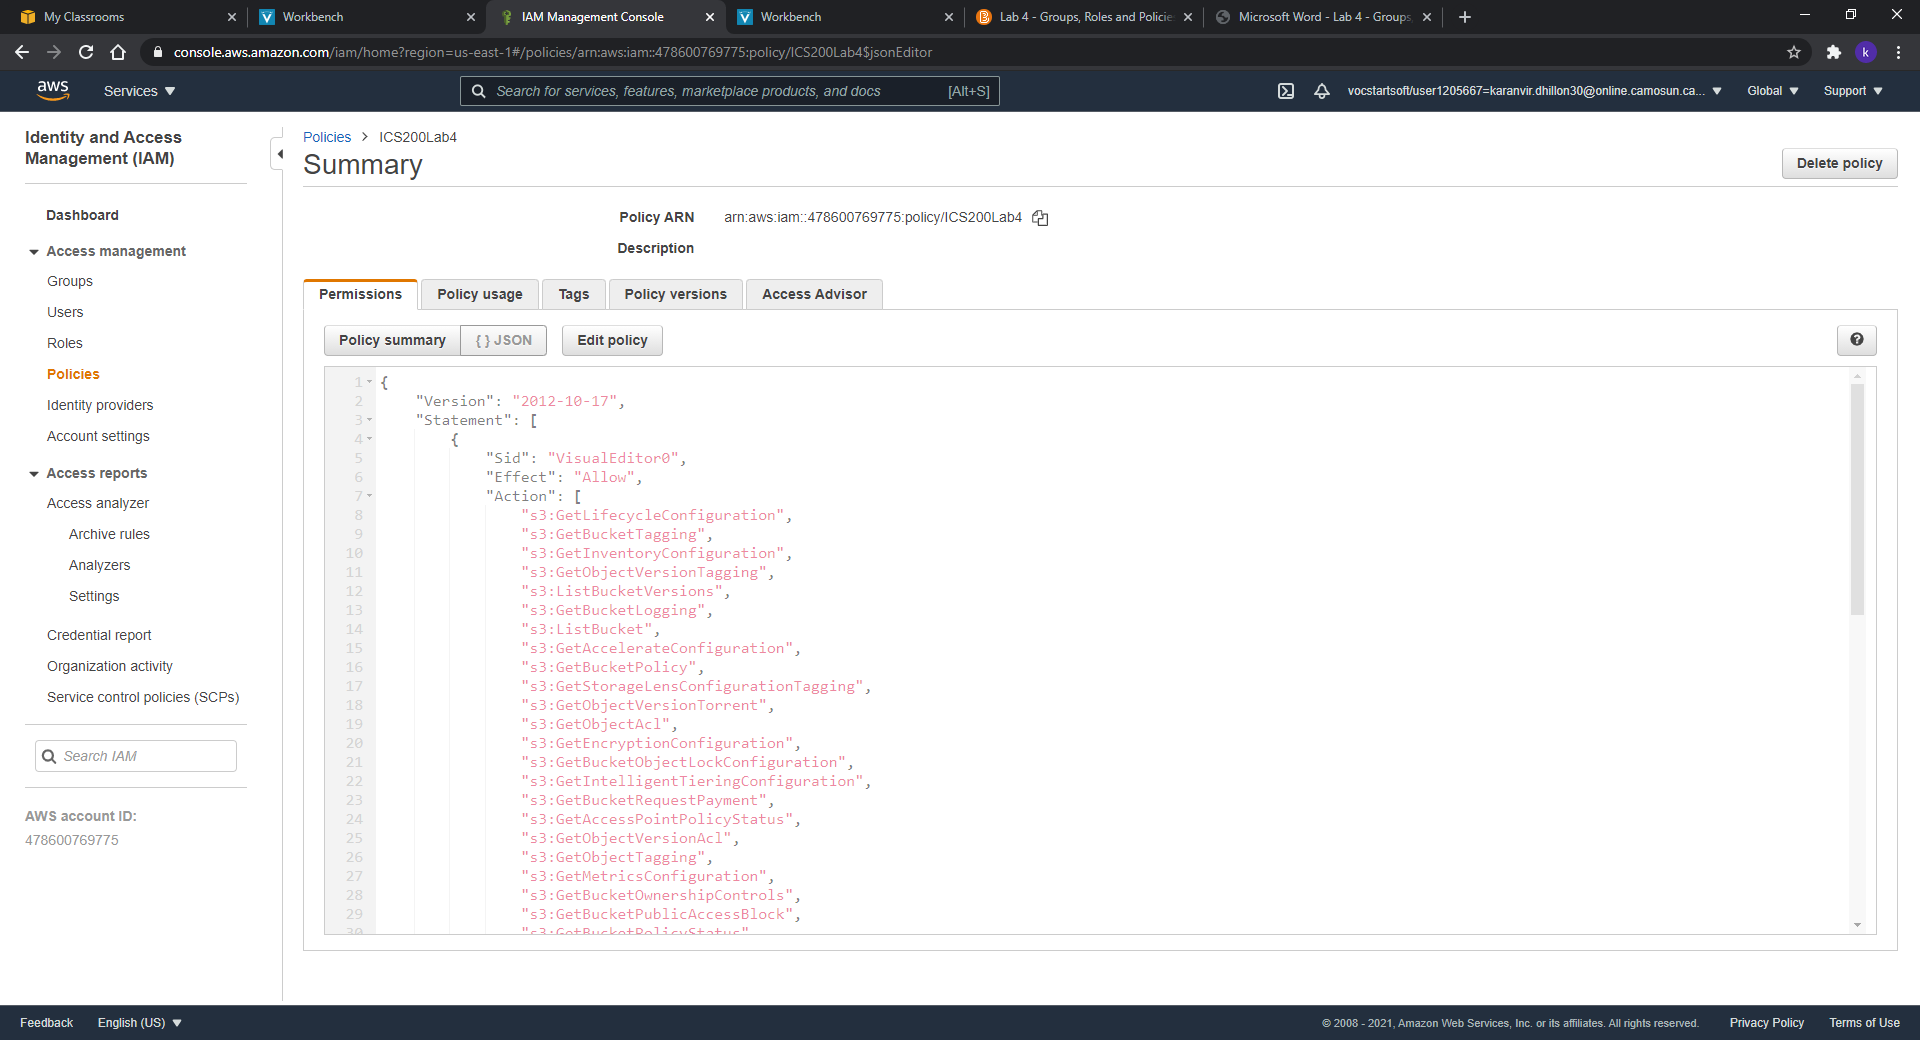 My Classrooms
Workbench
IAM Management Console
Workbench
Lab 4 - Groups, Roles and Policie
Microsoft Word - Lab 4 - Groups,
console.aws.amazon.com/iam/home?region=us-east-1#/policies/arn:aws:iam::478600769775:policy/ICS200Lab4$jsonEditor
k
aws
Services
Search for services, features, marketplace products, and docs
[Alt+S]
vocstartsoft/user1205667=karanvir.dhillon30@online.camosun.ca...
Global
Support
Identity and Access
Management (IAM)
Dashboard
Access management
Groups
Users
Roles
Policies
Identity providers
Account settings
Access reports
Access analyzer
Archive rules
Analyzers
Settings
Credential report
Organization activity
Service control policies (SCPs)
Search IAM
AWS account ID:
478600769775
Policies > ICS200Lab4
Summary
Delete policy
Policy ARN arn:aws:iam::478600769775:policy/ICS200Lab4
Description
Permissions
Policy usage
Tags
Policy versions
Access Advisor
Policy summary
{ } JSON
Edit policy
?
1 {
2 "Version": "2012-10-17",
3 "Statement": [
4 {
5 "Sid": "VisualEditor0",
6 "Effect": "Allow",
7 "Action": [
8 "s3:GetLifecycleConfiguration",
9 "s3:GetBucketTagging",
10 "s3:GetInventoryConfiguration",
11 "s3:GetObjectVersionTagging",
12 "s3:ListBucketVersions",
13 "s3:GetBucketLogging",
14 "s3:ListBucket",
15 "s3:GetAccelerateConfiguration",
16 "s3:GetBucketPolicy",
17 "s3:GetStorageLensConfigurationTagging",
18 "s3:GetObjectVersionTorrent",
19 "s3:GetObjectAcl",
20 "s3:GetEncryptionConfiguration",
21 "s3:GetBucketObjectLockConfiguration",
22 "s3:GetIntelligentTieringConfiguration",
23 "s3:GetBucketRequestPayment",
24 "s3:GetAccessPointPolicyStatus",
25 "s3:GetObjectVersionAcl",
26 "s3:GetObjectTagging",
27 "s3:GetMetricsConfiguration",
28 "s3:GetBucketOwnershipControls",
29 "s3:GetBucketPublicAccessBlock",
30 "s3:GetBucketPolicyStatus"
Feedback
English (US)
© 2008 - 2021, Amazon Web Services, Inc. or its affiliates. All rights reserved.
Privacy Policy
Terms of Use